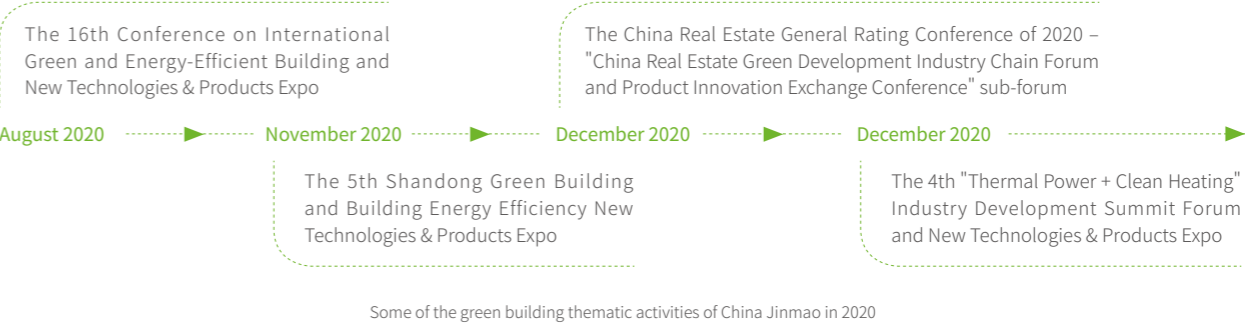 The 16th Conference on International
Green and Energy-Efficient Building and
New Technologies & Products Expo
The China Real Estate General Rating Conference of 2020 –
"China Real Estate Green Development Industry Chain Forum
and Product Innovation Exchange Conference" sub-forum
August 2020
November 2020
December 2020
December 2020
The 5th Shandong Green Building
and Building Energy Efficiency New
Technologies & Products Expo
The 4th "Thermal Power + Clean Heating"
Industry Development Summit Forum
and New Technologies & Products Expo
Some of the green building thematic activities of China Jinmao in 2020